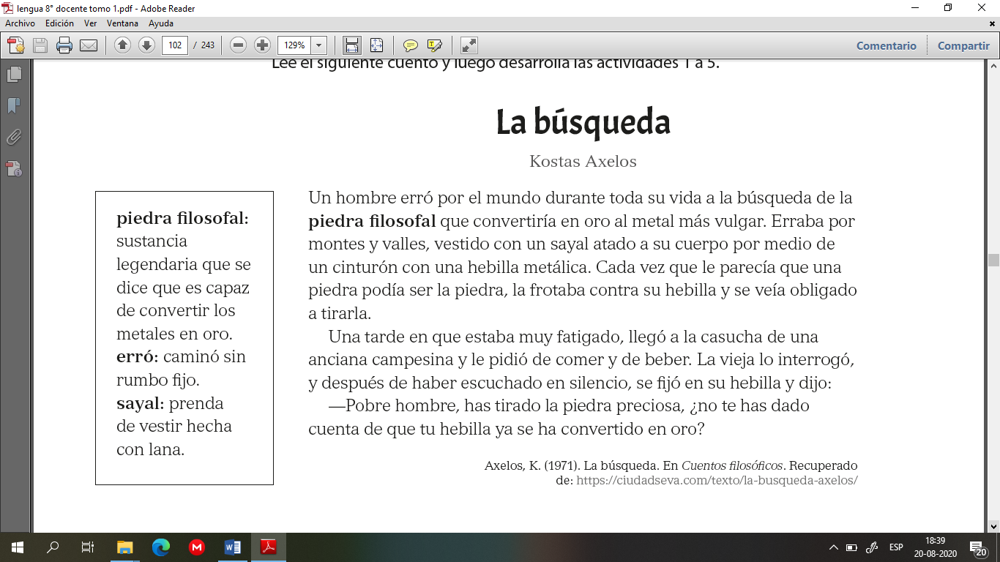 lengua 8° docente tomo 1.pdf - Adobe Reader
Archivo Edición Ver Ventana Ayuda
102 / 243 129% Comentario Compartir
Lee el siguiente cuento y luego desarrolla las actividades 1 a 5.
La búsqueda
Kostas Axelos
piedra filosofal:
sustancia
legendaria que se
dice que es capaz
de convertir los
metales en oro.
erró: caminó sin
rumbo fijo.
sayal: prenda
de vestir hecha
con lana.
Un hombre erró por el mundo durante toda su vida a la búsqueda de la
piedra filosofal que convertiría en oro al metal más vulgar. Erraba por
montes y valles, vestido con un sayal atado a su cuerpo por medio de
un cinturón con una hebilla metálica. Cada vez que le parecía que una
piedra podía ser la piedra, la frotaba contra su hebilla y se veía obligado
a tirarla.
Una tarde en que estaba muy fatigado, llegó a la casucha de una
anciana campesina y le pidió de comer y de beber. La vieja lo interrogó,
y después de haber escuchado en silencio, se fijó en su hebilla y dijo:
—Pobre hombre, has tirado la piedra preciosa, ¿no te has dado
cuenta de que tu hebilla ya se ha convertido en oro?
Axelos, K. (1971). La búsqueda. En Cuentos filosóficos. Recuperado
de: https://ciudadseva.com/texto/la-busqueda-axelos/
ESP
18:39
20-08-2020
20